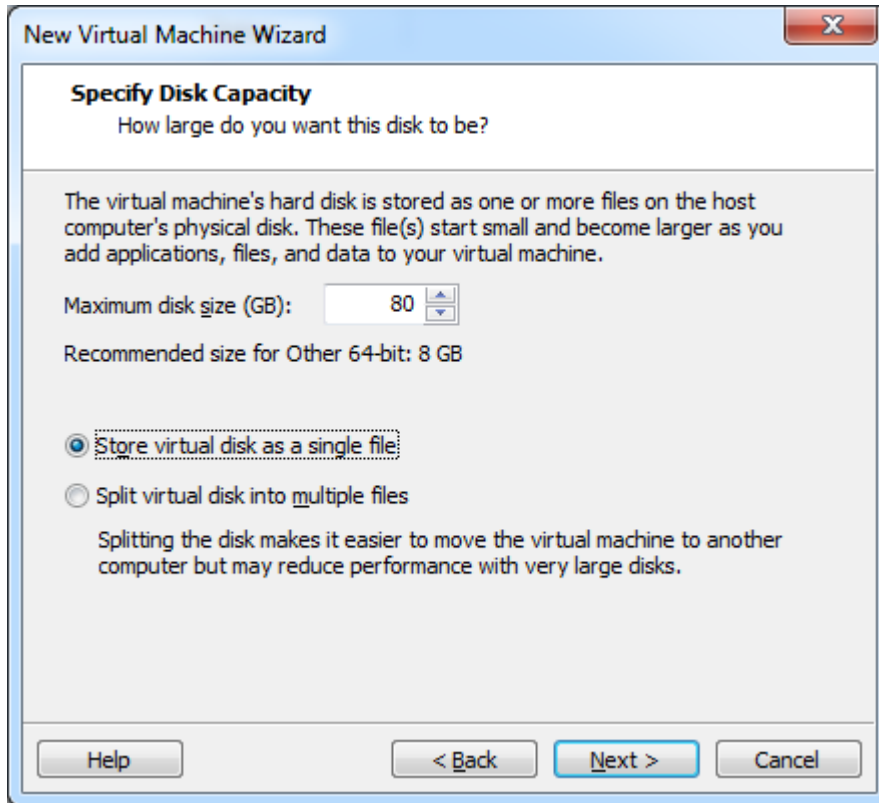 New Virtual Machine Wizard
Specify Disk Capacity
How large do you want this disk to be?
The virtual machine's hard disk is stored as one or more files on the host
computer's physical disk. These file(s) start small and become larger as you
add applications, files, and data to your virtual machine.
Maximum disk size (GB): 80
Recommended size for Other 64-bit: 8 GB
Store virtual disk as a single file
Split virtual disk into multiple files
Splitting the disk makes it easier to move the virtual machine to another
computer but may reduce performance with very large disks.
Help < Back Next > Cancel